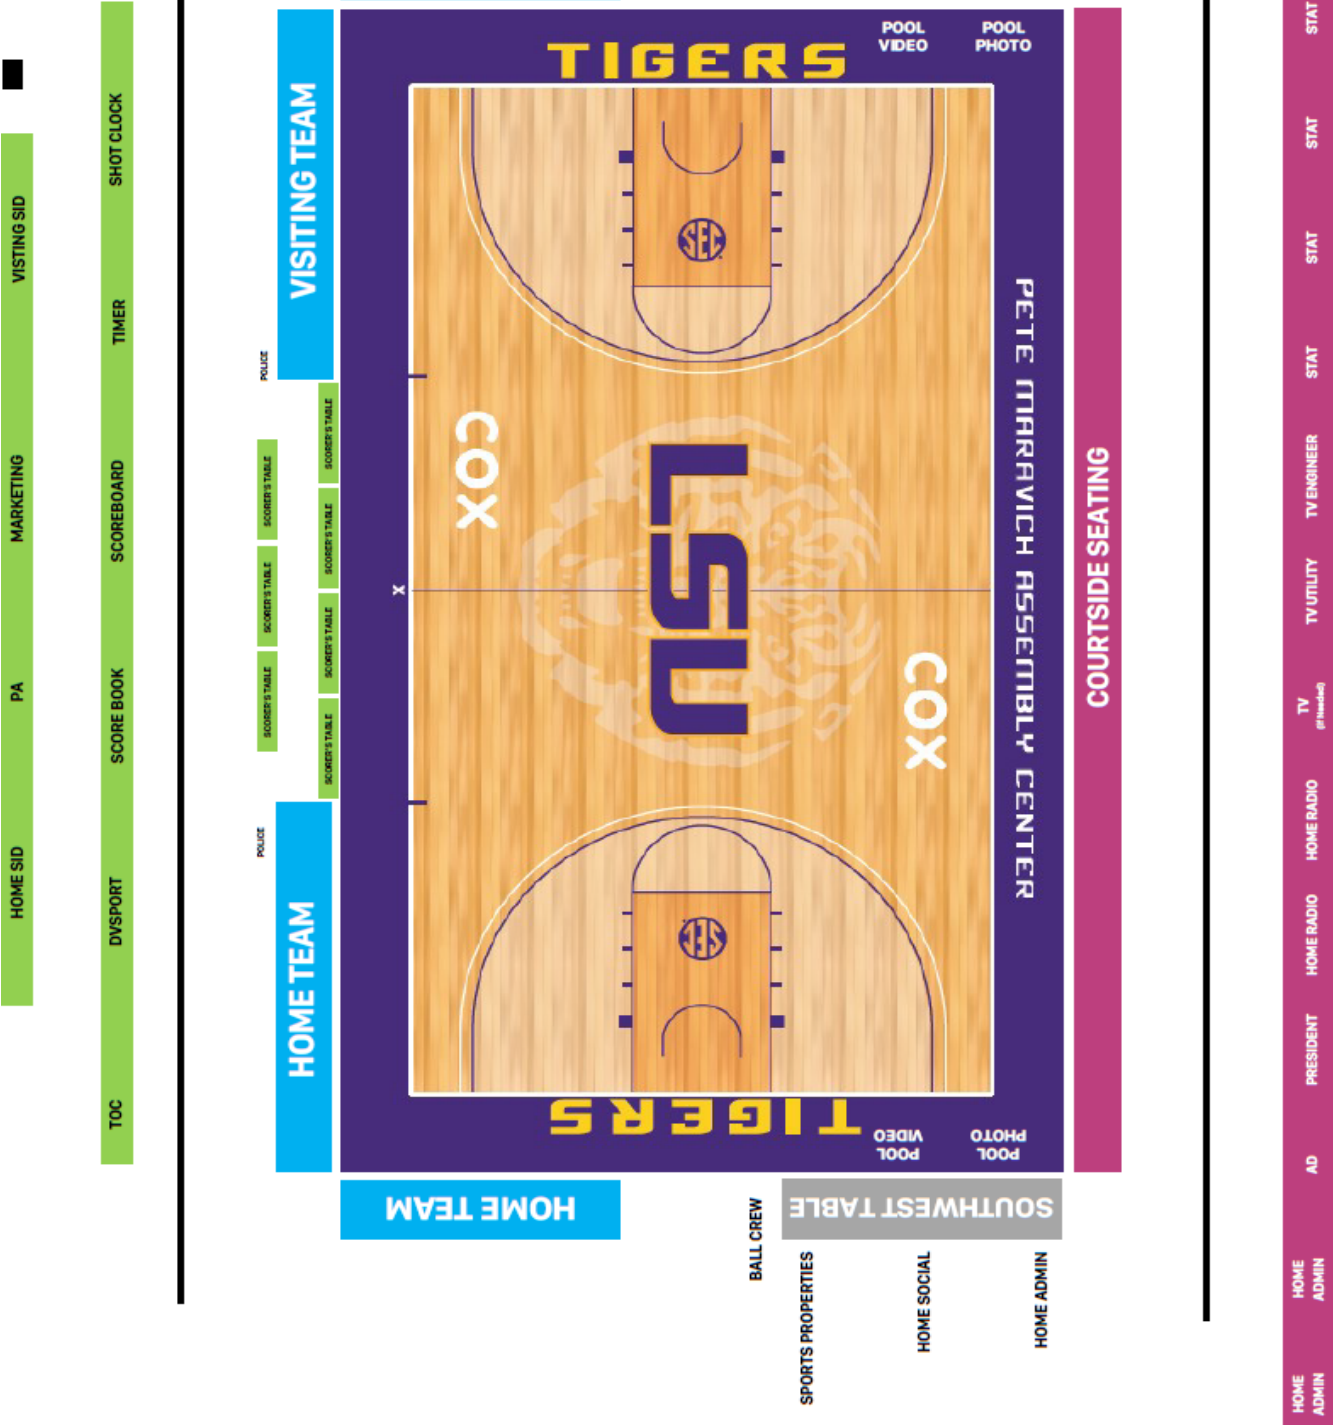 VISTING SID
MARKETING
PA
HOME SID
SHOT CLOCK
TIMER
SCOREBOARD
SCORE BOOK
DVSPORT
TOC
POLICE
POLICE
VISITING TEAM
HOME TEAM
SCORER'S TABLE
SCORER'S TABLE
SCORER'S TABLE
SCORER'S TABLE
SCORER'S TABLE
SCORER'S TABLE
SCORER'S TABLE
X
TIGERS
POOL
VIDEO
POOL
PHOTO
SEC
COX
LSU
COX
PETE MARAVICH ASSEMBLY CENTER
SEC
TIGERS
POOL
VIDEO
POOL
PHOTO
COURTSIDE SEATING
HOME TEAM
SOUTHWEST TABLE
BALL CREW
SPORTS PROPERTIES
HOME SOCIAL
HOME ADMIN
STAT
STAT
STAT
STAT
TV ENGINEER
TV UTILITY
TV
(If Needed)
HOME RADIO
HOME RADIO
PRESIDENT
AD
HOME
ADMIN
HOME
ADMIN